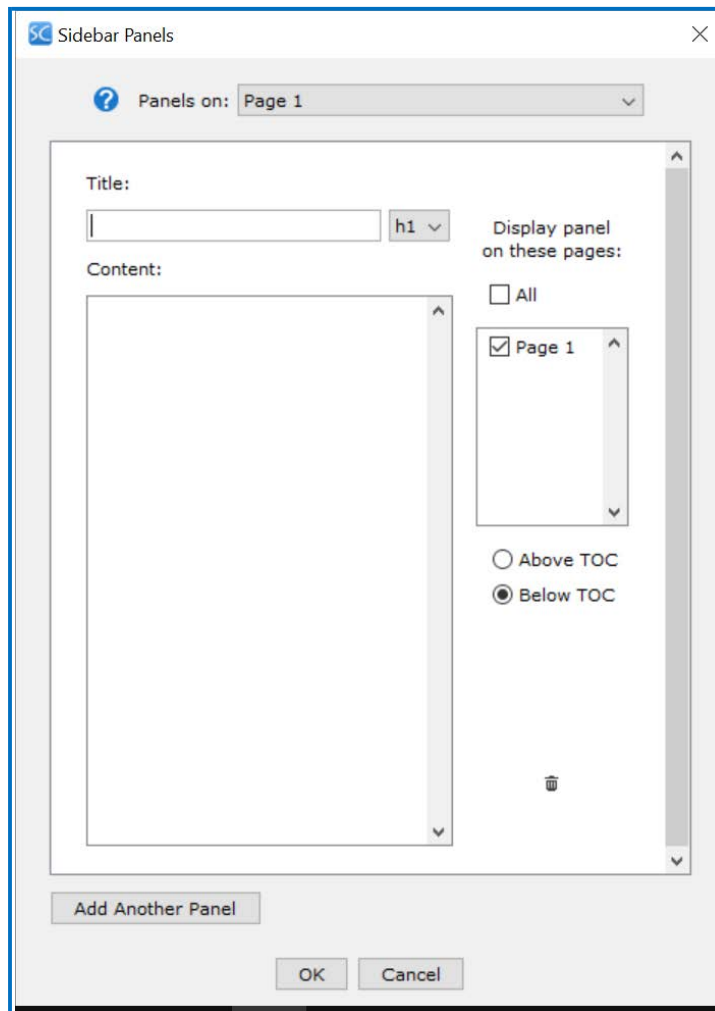 SC Sidebar Panels
? Panels on: Page 1
Title:
h1
Display panel
on these pages:
Content:
All
Page 1
Above TOC
Below TOC
Add Another Panel
OK Cancel